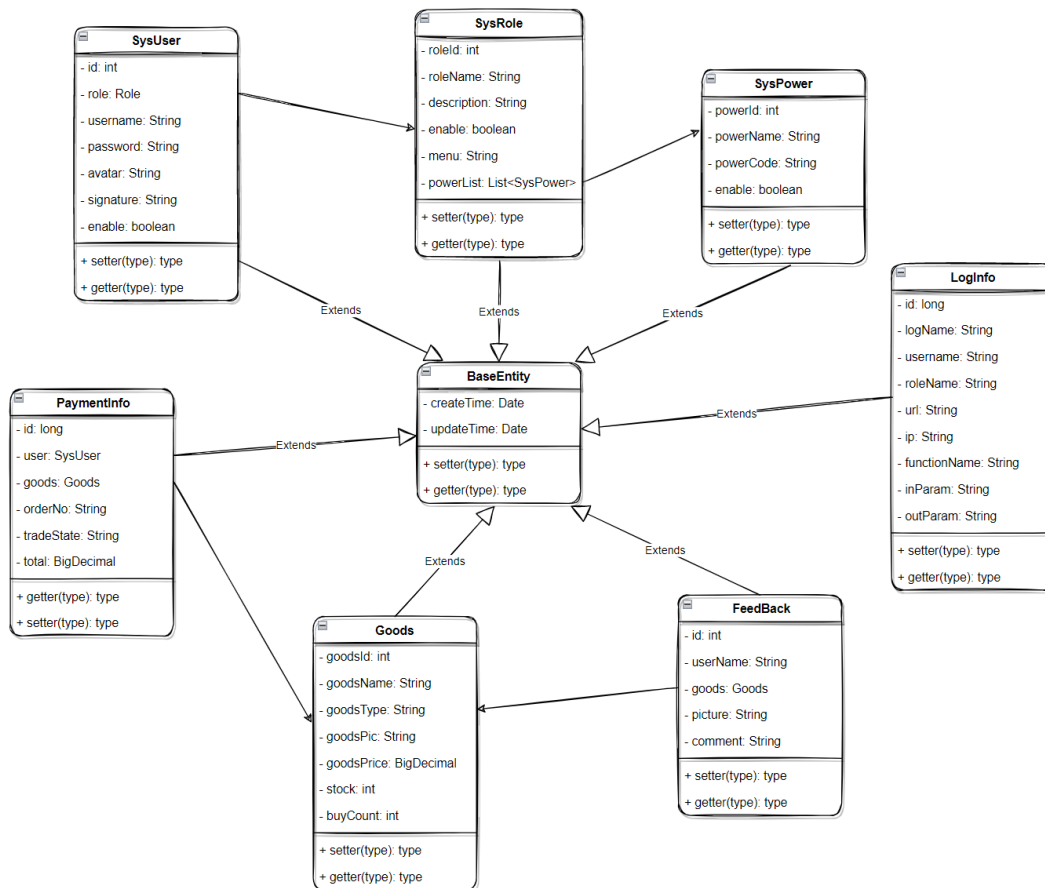 SysUser
- id: int
- role: Role
- username: String
- password: String
- avatar: String
- signature: String
- enable: boolean
+ setter(type): type
+ getter(type): type
SysRole
- roleId: int
- roleName: String
- description: String
- enable: boolean
- menu: String
- powerList: List<SysPower>
+ setter(type): type
+ getter(type): type
SysPower
- powerId: int
- powerName: String
- powerCode: String
- enable: boolean
+ setter(type): type
+ getter(type): type
Extends
Extends
Extends
LogInfo
- id: long
- logName: String
- username: String
- roleName: String
- url: String
- ip: String
- functionName: String
- inParam: String
- outParam: String
+ setter(type): type
+ getter(type): type
BaseEntity
- createTime: Date
- updateTime: Date
+ setter(type): type
+ getter(type): type
Extends
PaymentInfo
- id: long
- user: SysUser
- goods: Goods
- orderNo: String
- tradeState: String
- total: BigDecimal
+ getter(type): type
+ setter(type): type
Extends
Extends
Extends
Goods
- goodsId: int
- goodsName: String
- goodsType: String
- goodsPic: String
- goodsPrice: BigDecimal
- stock: int
- buyCount: int
+ setter(type): type
+ getter(type): type
FeedBack
- id: int
- userName: String
- goods: Goods
- picture: String
- comment: String
+ setter(type): type
+ getter(type): type